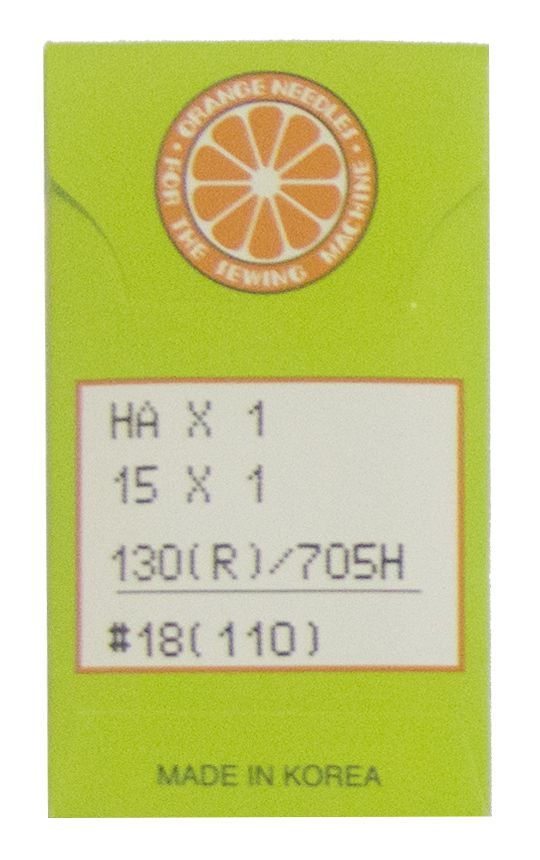 ORANGE NEEDLES
FOR THE SEWING MACHINE
HA X 1
15 X 1
130(R)/705H
#18(110)
MADE IN KOREA